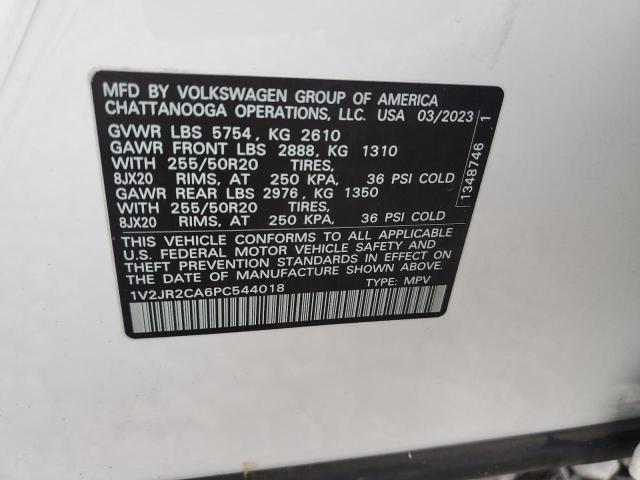 MFD BY VOLKSWAGEN GROUP OF AMERICA
CHATTANOOGA OPERATIONS, LLC. USA 03/2023
GVWR LBS 5754, KG 2610
GAWR FRONT LBS 2888, KG 1310
WITH 255/50R20 TIRES,
8JX20 RIMS, AT 250 KPA, 36 PSI COLD
GAWR REAR LBS 2976, KG 1350
WITH 255/50R20 TIRES,
8JX20 RIMS, AT 250 KPA, 36 PSI COLD
THIS VEHICLE CONFORMS TO ALL APPLICABLE
U.S. FEDERAL MOTOR VEHICLE SAFETY AND
THEFT PREVENTION STANDARDS IN EFFECT ON
THE DATE OF MANUFACTURE SHOWN ABOVE.
1V2JR2CA6PC544018 TYPE: MPV
1348746 1